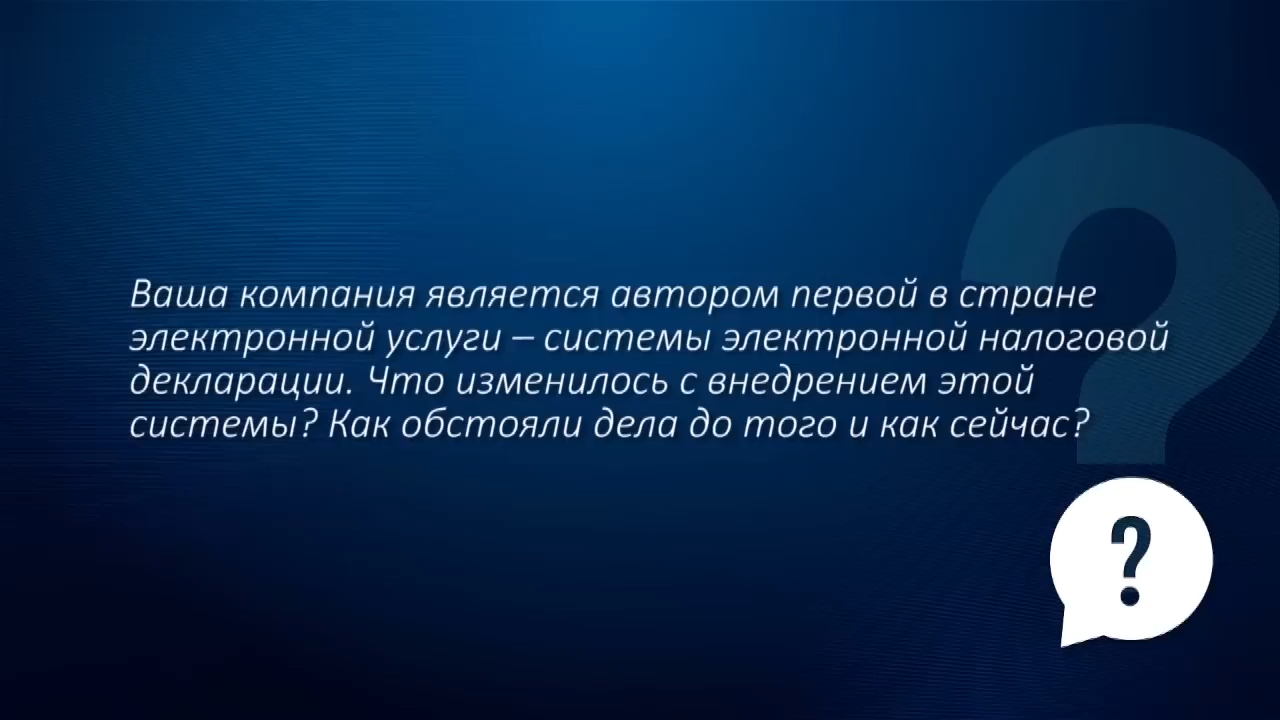 Ваша компания является автором первой в стране
электронной услуги – системы электронной налоговой
декларации. Что изменилось с внедрением этой
системы? Как обстояли дела до того и как сейчас?
?
?